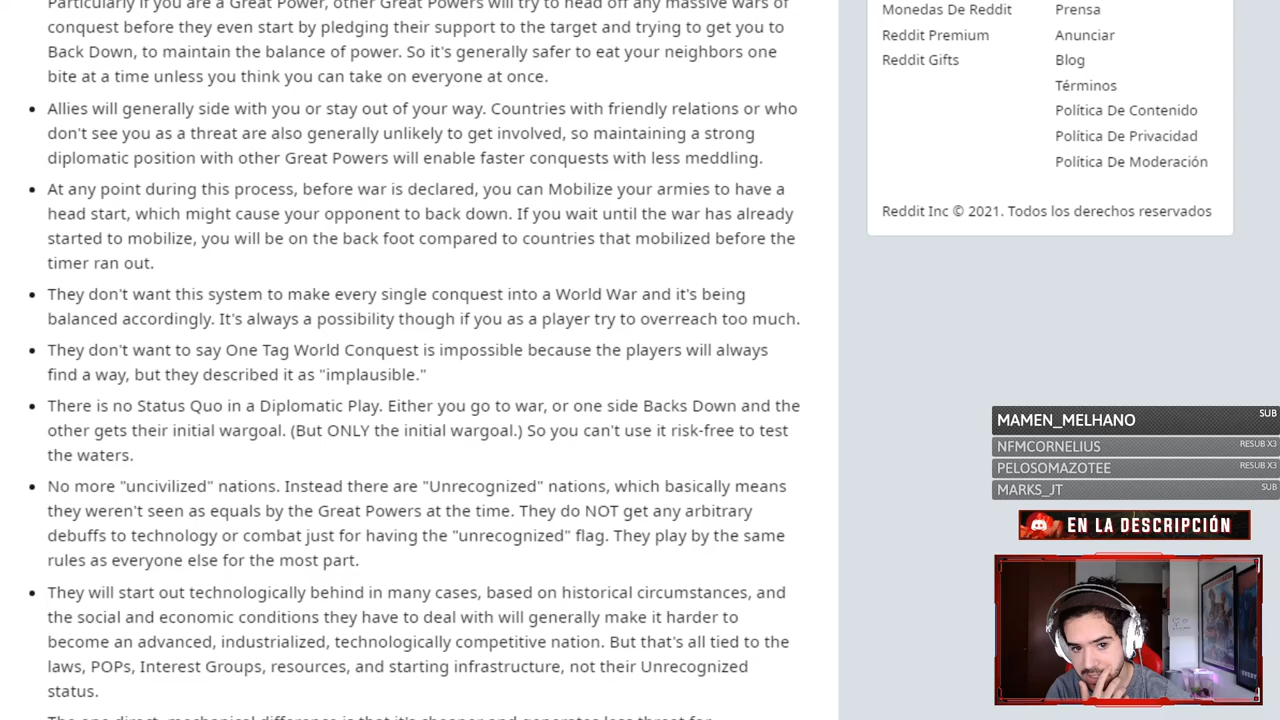 Particularly if you are a Great Power, other Great Powers will try to head off any massive wars of
conquest before they even start by pledging their support to the target and trying to get you to
Back Down, to maintain the balance of power. So it's generally safer to eat your neighbors one
bite at a time unless you think you can take on everyone at once.
• Allies will generally side with you or stay out of your way. Countries with friendly relations or who
don't see you as a threat are also generally unlikely to get involved, so maintaining a strong
diplomatic position with other Great Powers will enable faster conquests with less meddling.
• At any point during this process, before war is declared, you can Mobilize your armies to have a
head start, which might cause your opponent to back down. If you wait until the war has already
started to mobilize, you will be on the back foot compared to countries that mobilized before the
timer ran out.
• They don't want this system to make every single conquest into a World War and it's being
balanced accordingly. It's always a possibility though if you as a player try to overreach too much.
• They don't want to say One Tag World Conquest is impossible because the players will always
find a way, but they described it as "implausible."
• There is no Status Quo in a Diplomatic Play. Either you go to war, or one side Backs Down and the
other gets their initial wargoal. (But ONLY the initial wargoal.) So you can't use it risk-free to test
the waters.
• No more "uncivilized" nations. Instead there are "Unrecognized" nations, which basically means
they weren't seen as equals by the Great Powers at the time. They do NOT get any arbitrary
debuffs to technology or combat just for having the "unrecognized" flag. They play by the same
rules as everyone else for the most part.
• They will start out technologically behind in many cases, based on historical circumstances, and
the social and economic conditions they have to deal with will generally make it harder to
become an advanced, industrialized, technologically competitive nation. But that's all tied to the
laws, POPs, Interest Groups, resources, and starting infrastructure, not their Unrecognized
status.
The one direct, mechanical difference is that it's cheaper and generates less threat for
Monedas De Reddit
Reddit Premium
Reddit Gifts
Prensa
Anunciar
Blog
Términos
Política De Contenido
Política De Privacidad
Política De Moderación
Reddit Inc © 2021. Todos los derechos reservados
MAMEN_MELHANO SUB
NFMCORNELIUS RESUB X3
PELOSOMAZOTEE RESUB X3
MARKS_JT SUB
EN LA DESCRIPCIÓN